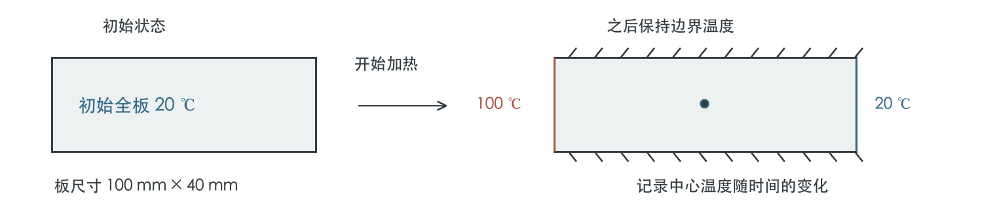 初始状态
之后保持边界温度
开始加热
初始全板 20 ℃
100 ℃
20 ℃
板尺寸 100 mm × 40 mm
记录中心温度随时间的变化